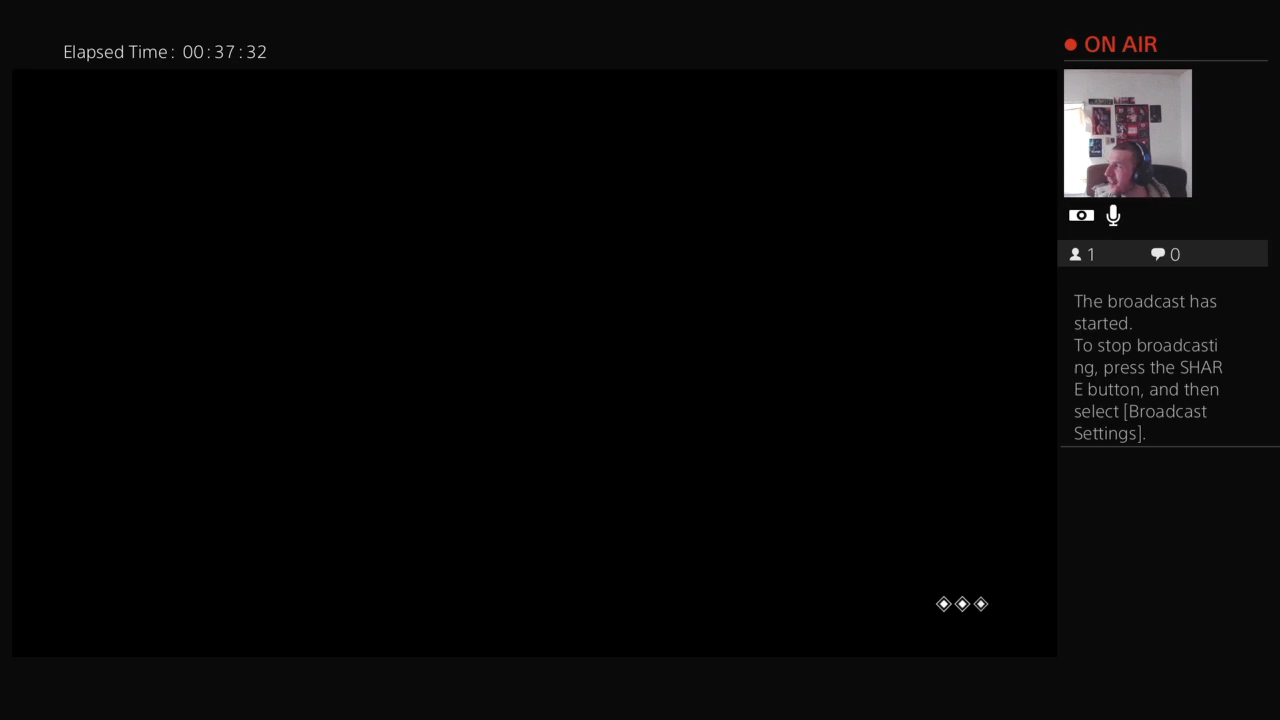 Elapsed Time: 00:37:32
ON AIR
1
0
The broadcast has
started.
To stop broadcasti
ng, press the SHAR
E button, and then
select [Broadcast
Settings].